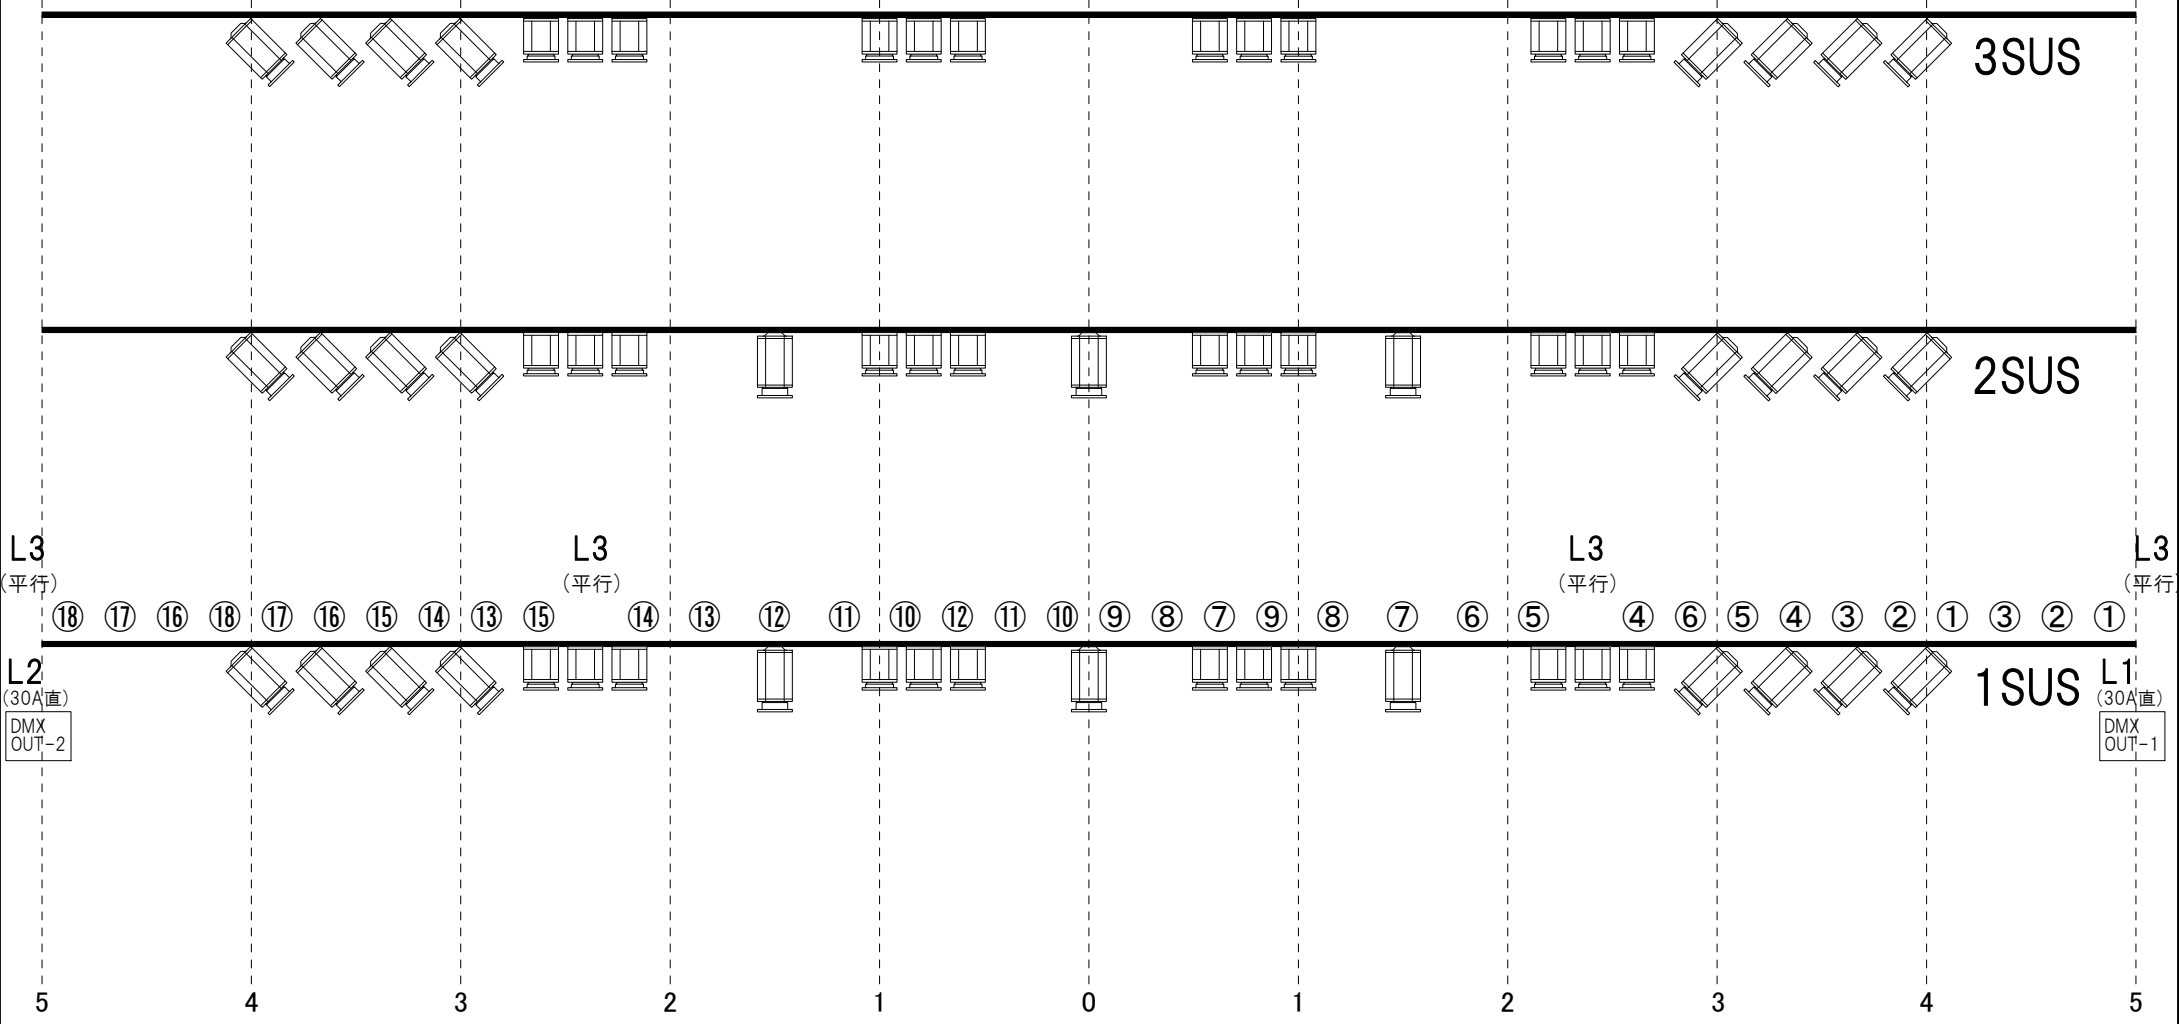 3SUS
2SUS
L3 L3 L3 L3
(平行) (平行) (平行) (平行)
⑱ ⑰ ⑯ ⑱ ⑰ ⑯ ⑮ ⑭ ⑬ ⑮ ⑭ ⑬ ⑫ ⑪ ⑩ ⑫ ⑪ ⑩ ⑨ ⑧ ⑦ ⑨ ⑧ ⑦ ⑥ ⑤ ④ ⑥ ⑤ ④ ③ ② ① ③ ② ①
L2 1SUS L1
(30A直) (30A直)
DMX
OUT-2
DMX
OUT-1
5 4 3 2 1 0 1 2 3 4 5